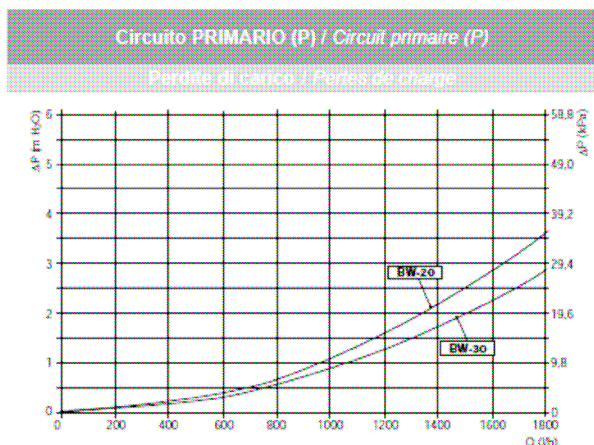 Circuito PRIMARIO (P) / Circuit primaire (P)
Perdite di carico / Pertes de charge
ΔP (m H₂O)
6
5
4
3
2
1
0
ΔP (kPa)
58,8
49,0
39,2
29,4
19,6
9,8
0
BW-20
BW-30
0 200 400 600 800 1000 1200 1400 1600 1800
Q (l/h)